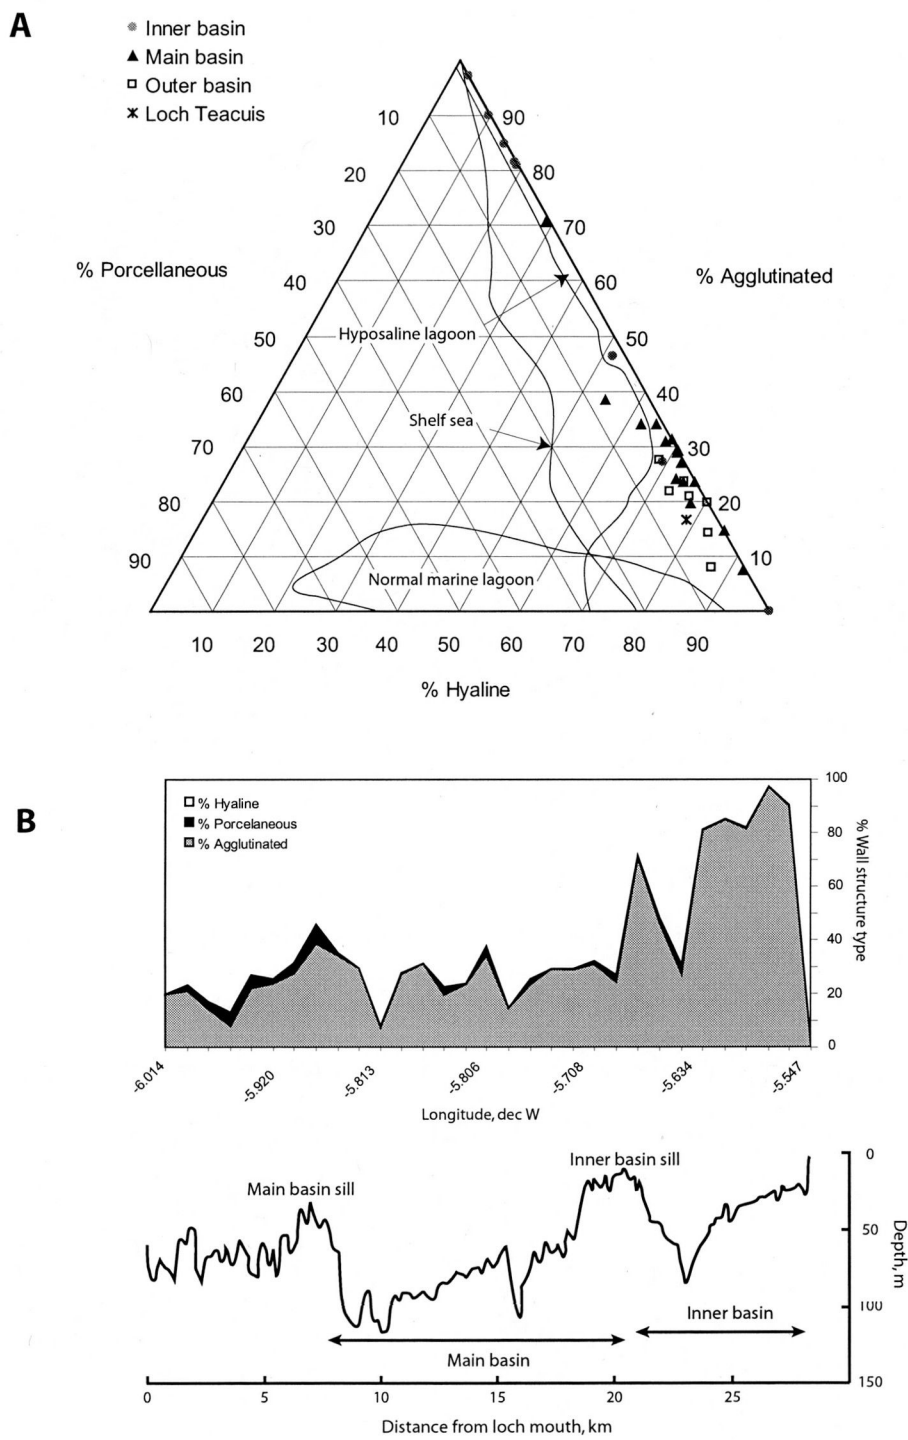 A
Inner basin
Main basin
Outer basin
Loch Teacuis
10 90
20 80
30 70
% Porcellaneous % Agglutinated
40 60
Hyposaline lagoon
50 50
60 40
Shelf sea
70 30
80 20
90 10
Normal marine lagoon
10 20 30 40 50 60 70 80 90
% Hyaline
B
% Hyaline
% Porcelaneous
% Agglutinated
100
80
60
40
20
0
% Wall structure type
-6.014 -5.920 -5.813 -5.806 -5.708 -5.634 -5.547
Longitude, dec W
Main basin sill
Inner basin sill
0
50
100
150
Depth, m
Inner basin
Main basin
0 5 10 15 20 25
Distance from loch mouth, km